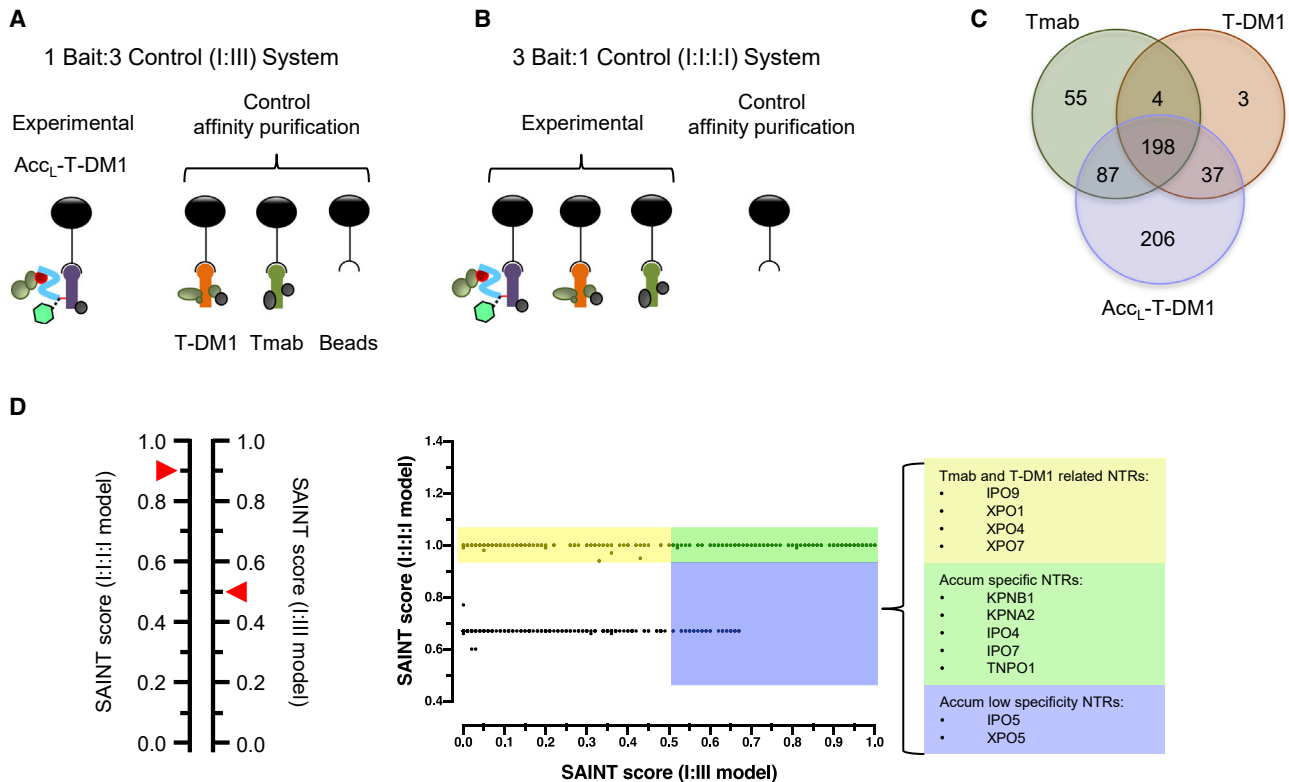 A
1 Bait:3 Control (I:III) System
Experimental
AccL-T-DM1
Control
affinity purification
T-DM1 Tmab Beads
B
3 Bait:1 Control (I:I:I:I) System
Experimental
Control
affinity purification
C
Tmab
T-DM1
55
4
3
198
87
37
206
AccL-T-DM1
D
SAINT score (I:I:I:I model)
1.0
0.8
0.6
0.4
0.2
0.0
1.0
0.8
0.6
0.4
0.2
0.0
SAINT score (I:III model)
SAINT score (I:I:I:I model)
1.4
1.2
1.0
0.8
0.6
0.4
0.0 0.1 0.2 0.3 0.4 0.5 0.6 0.7 0.8 0.9 1.0
SAINT score (I:III model)
Tmab and T-DM1 related NTRs:
• IPO9
• XPO1
• XPO4
• XPO7
Accum specific NTRs:
• KPNB1
• KPNA2
• IPO4
• IPO7
• TNPO1
Accum low specificity NTRs:
• IPO5
• XPO5